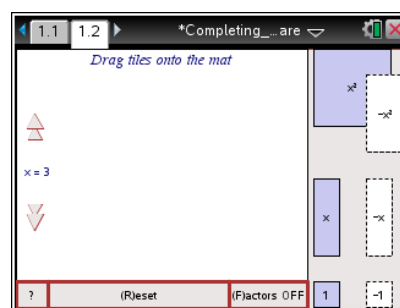 1.1 1.2 *Completing_...are
Drag tiles onto the mat
x²
-x²
x = 3
x
-x
? (R)eset (F)actors OFF
1
-1